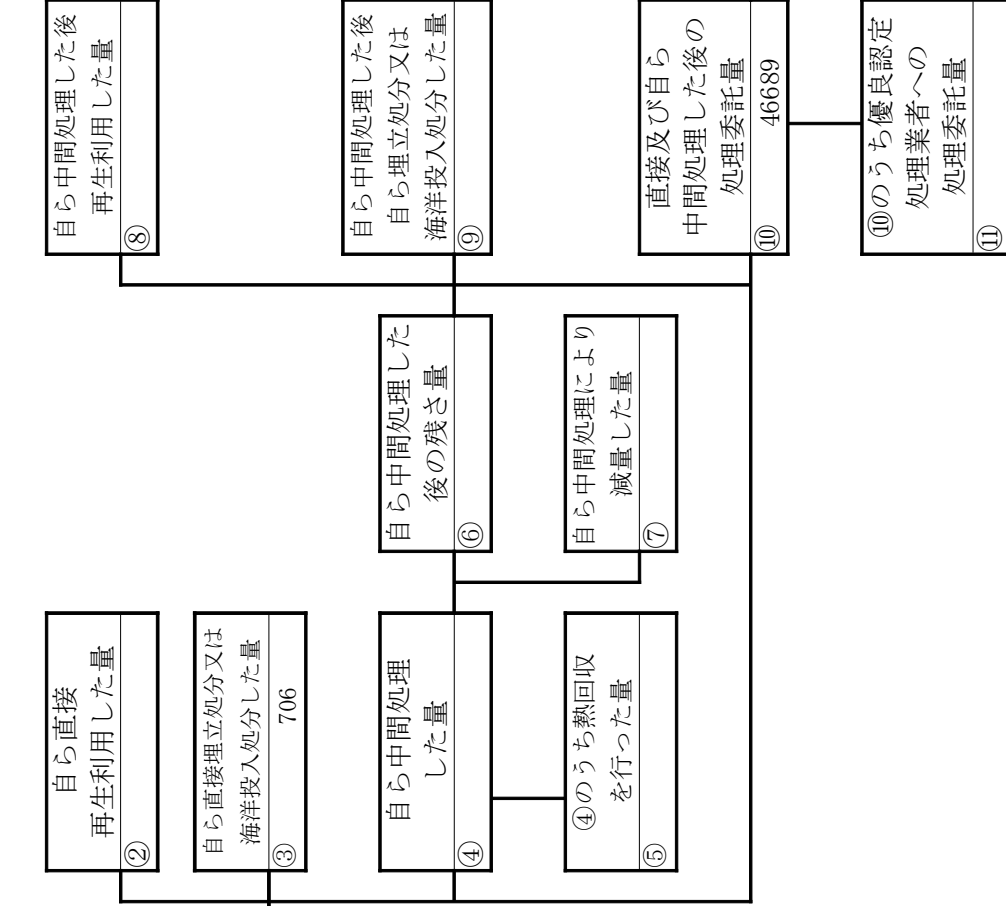 自ら直接
再生利用した量
②
自ら直接埋立処分又は
海洋投入処分した量
③ 706
自ら中間処理
した量
④
④のうち熱回収
を行った量
⑤
自ら中間処理した
後の残さ量
⑥
自ら中間処理により
減量した量
⑦
自ら中間処理した後
再生利用した量
⑧
自ら中間処理した後
自ら埋立処分又は
海洋投入処分した量
⑨
直接及び自ら
中間処理した後の
処理委託量
⑩ 46689
⑩のうち優良認定
処理業者への
処理委託量
⑪